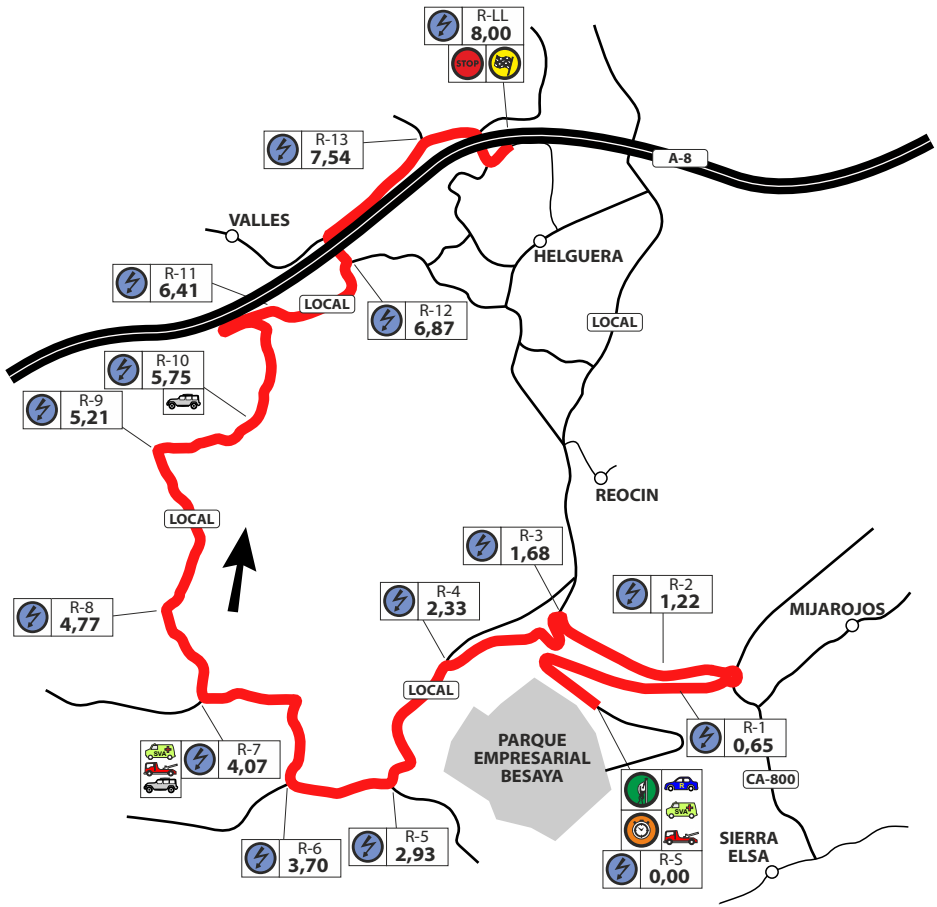 R-LL
8,00
STOP
R-13
7,54
A-8
VALLES
HELGUERA
R-11
6,41
LOCAL
R-12
6,87
LOCAL
R-10
5,75
R-9
5,21
REOCIN
LOCAL
R-3
1,68
R-4
2,33
R-2
1,22
R-8
4,77
MIJAROJOS
LOCAL
R-1
0,65
PARQUE
EMPRESARIAL
BESAYA
SVA
R-7
4,07
CA-800
R
SVA
R-5
2,93
R-6
3,70
R-S
0,00
SIERRA
ELSA